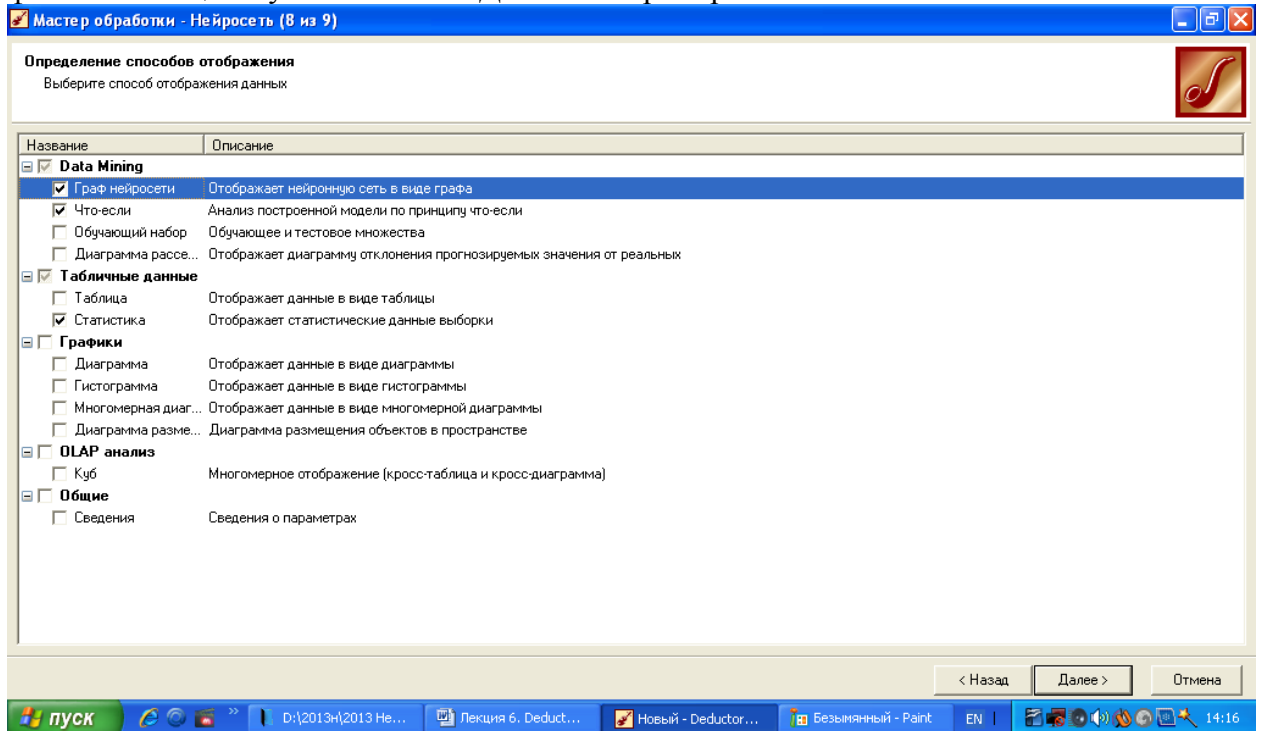 Мастер обработки - Нейросеть (8 из 9)
Определение способов отображения
Выберите способ отображения данных
Название Описание
Data Mining
Граф нейросети Отображает нейронную сеть в виде графа
Что-если Анализ построенной модели по принципу что-если
Обучающий набор Обучающее и тестовое множества
Диаграмма рассе... Отображает диаграмму отклонения прогнозируемых значения от реальных
Табличные данные
Таблица Отображает данные в виде таблицы
Статистика Отображает статистические данные выборки
Графики
Диаграмма Отображает данные в виде диаграммы
Гистограмма Отображает данные в виде гистограммы
Многомерная диаг... Отображает данные в виде многомерной диаграммы
Диаграмма разме... Диаграмма размещения объектов в пространстве
OLAP анализ
Куб Многомерное отображение (кросс-таблица и кросс-диаграмма)
Общие
Сведения Сведения о параметрах
< Назад Далее > Отмена
пуск » D:\2013н\2013 Не... Лекция 6. Deduct... Новый - Deductor... Безымянный - Paint EN 14:16